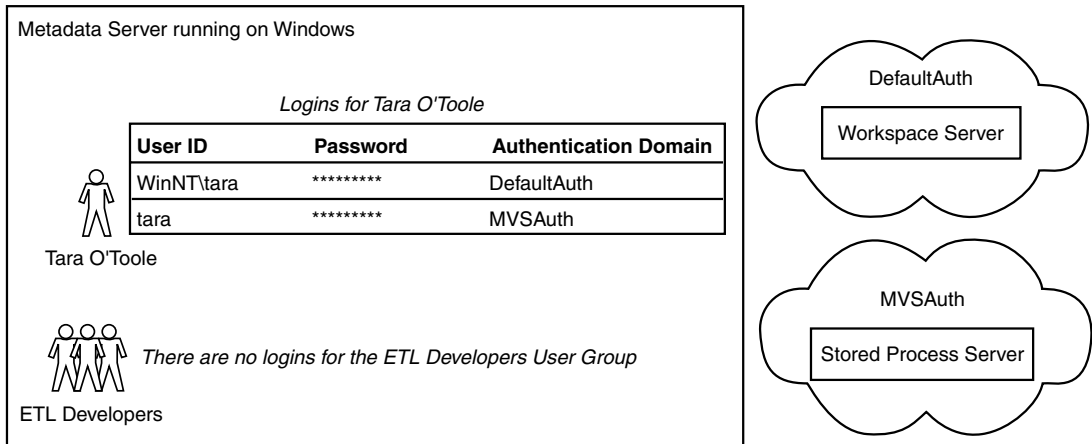 Metadata Server running on Windows
Logins for Tara O'Toole
User ID Password Authentication Domain
WinNT\tara ********* DefaultAuth
tara ********* MVSAuth
Tara O'Toole
There are no logins for the ETL Developers User Group
ETL Developers
DefaultAuth
Workspace Server
MVSAuth
Stored Process Server